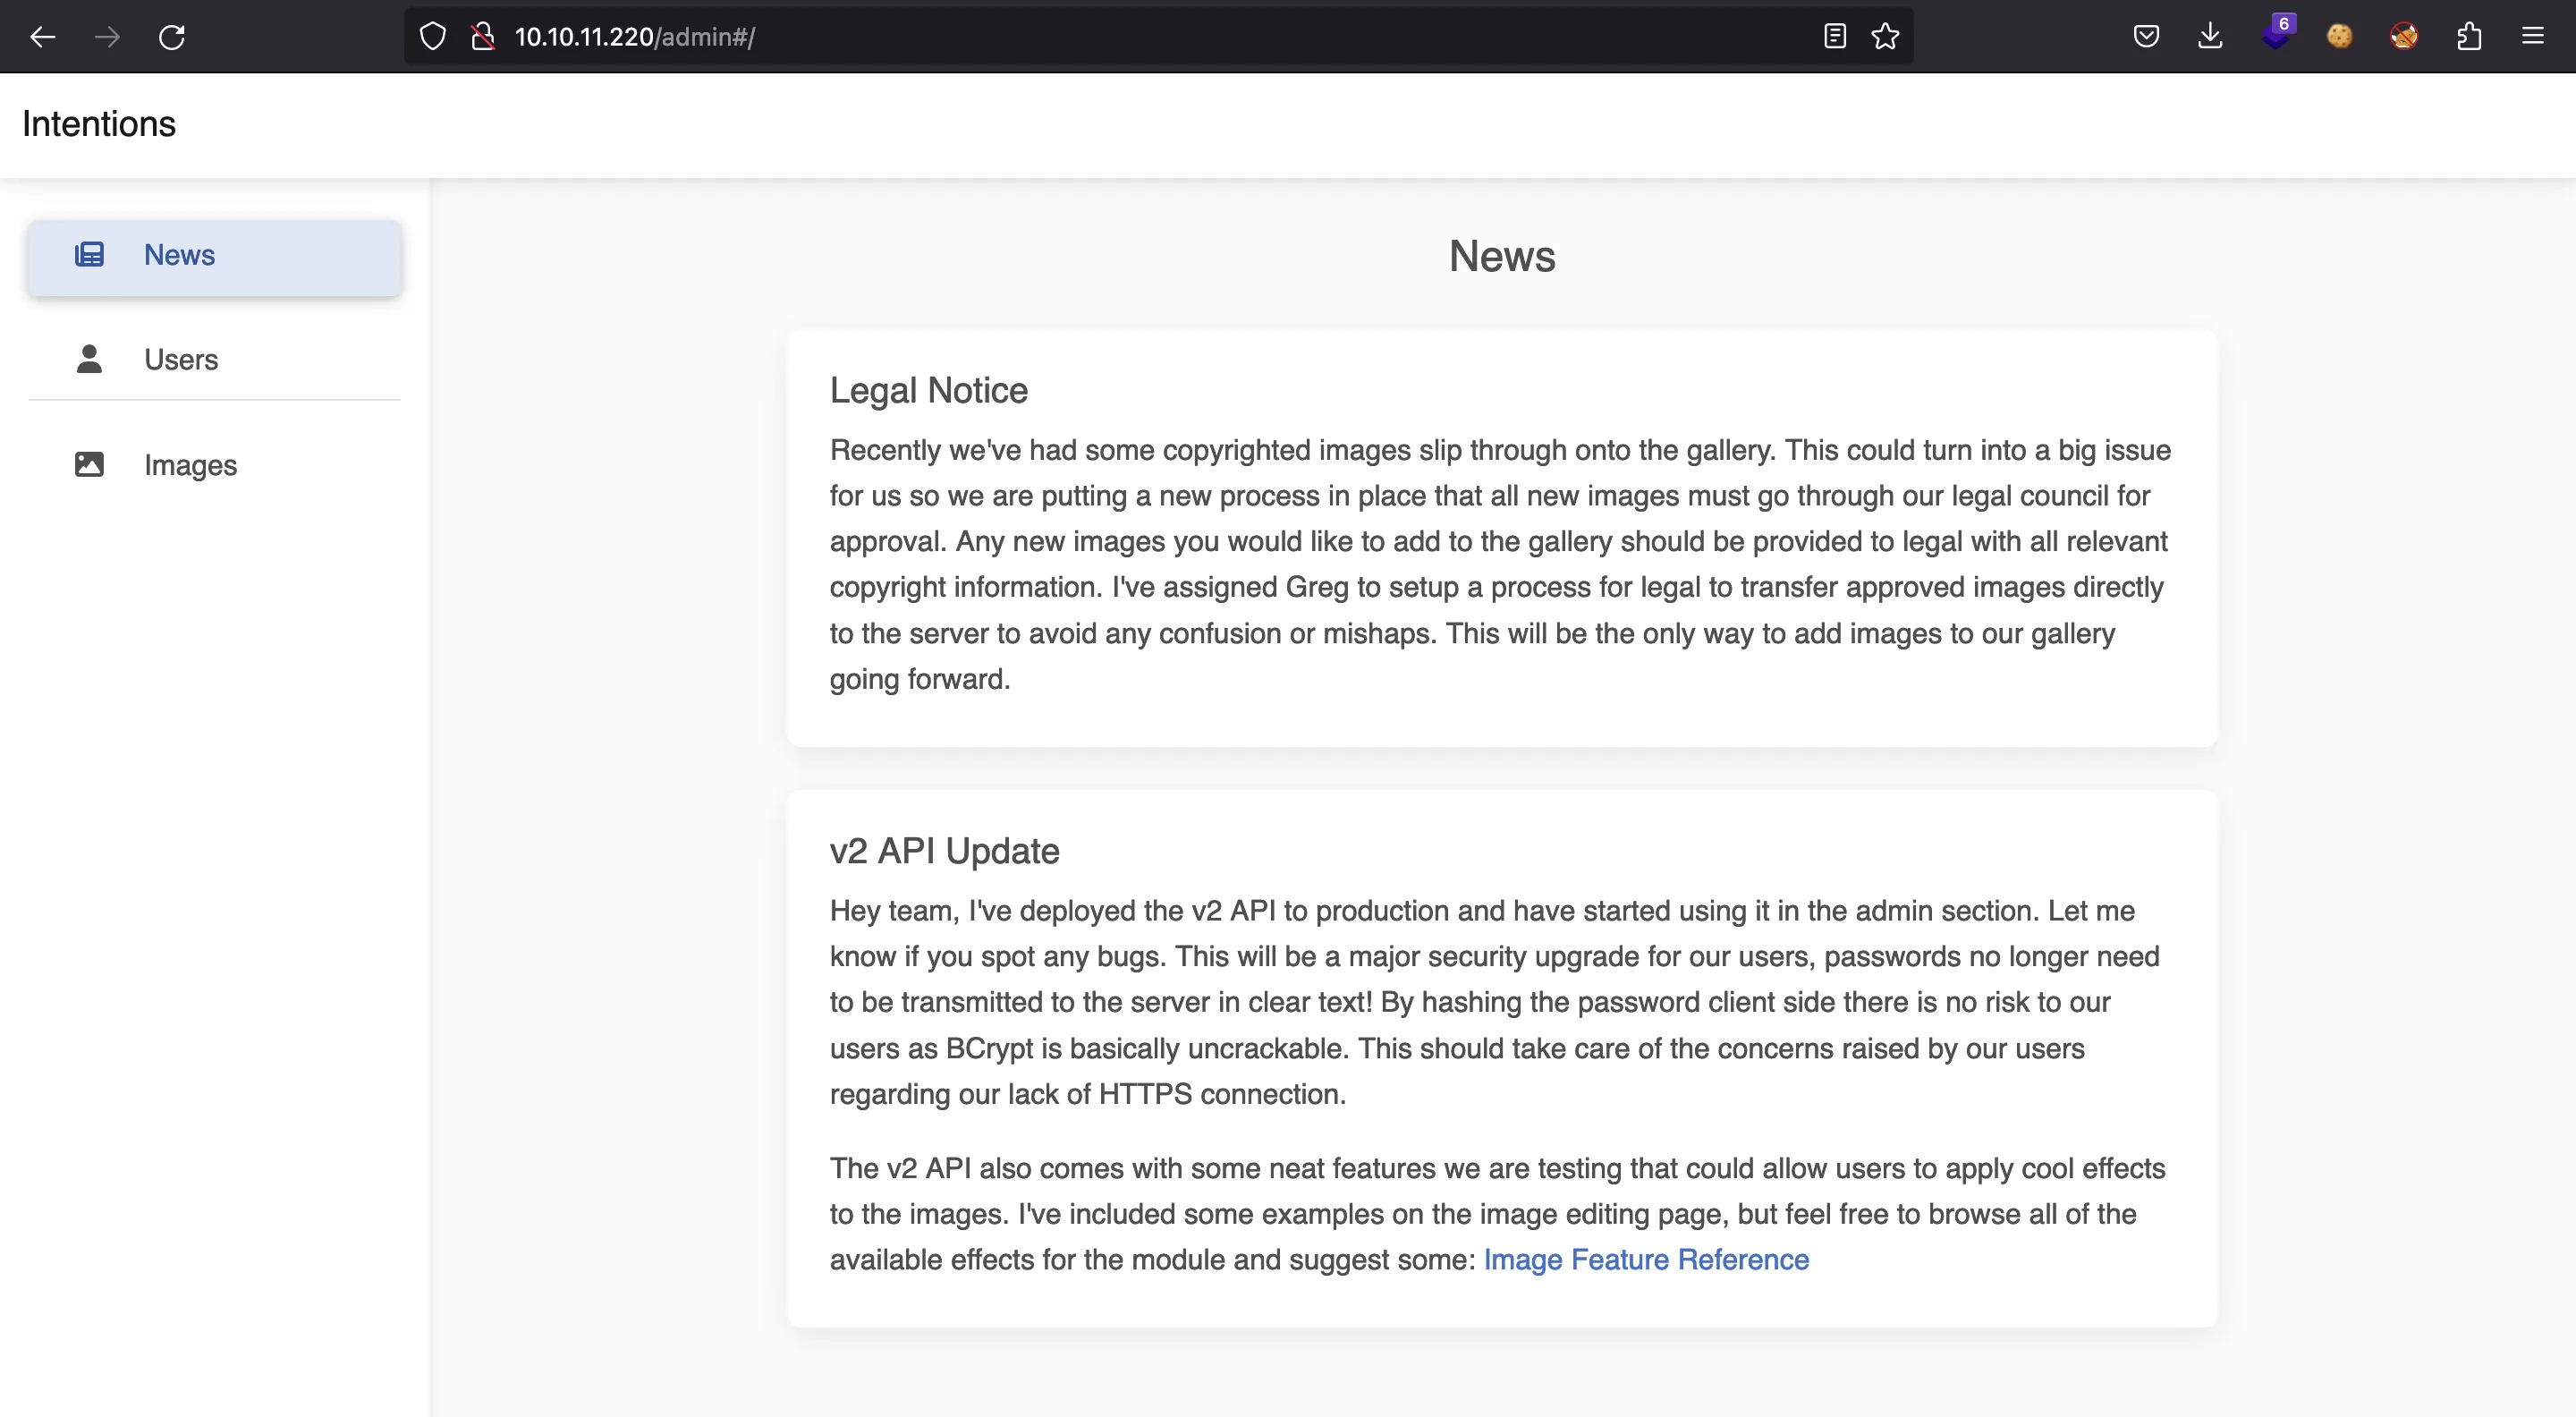 10.10.11.220/admin#/
6
Intentions
News
Users
Images
News
Legal Notice
Recently we've had some copyrighted images slip through onto the gallery. This could turn into a big issue
for us so we are putting a new process in place that all new images must go through our legal council for
approval. Any new images you would like to add to the gallery should be provided to legal with all relevant
copyright information. I've assigned Greg to setup a process for legal to transfer approved images directly
to the server to avoid any confusion or mishaps. This will be the only way to add images to our gallery
going forward.
v2 API Update
Hey team, I've deployed the v2 API to production and have started using it in the admin section. Let me
know if you spot any bugs. This will be a major security upgrade for our users, passwords no longer need
to be transmitted to the server in clear text! By hashing the password client side there is no risk to our
users as BCrypt is basically uncrackable. This should take care of the concerns raised by our users
regarding our lack of HTTPS connection.
The v2 API also comes with some neat features we are testing that could allow users to apply cool effects
to the images. I've included some examples on the image editing page, but feel free to browse all of the
available effects for the module and suggest some: Image Feature Reference